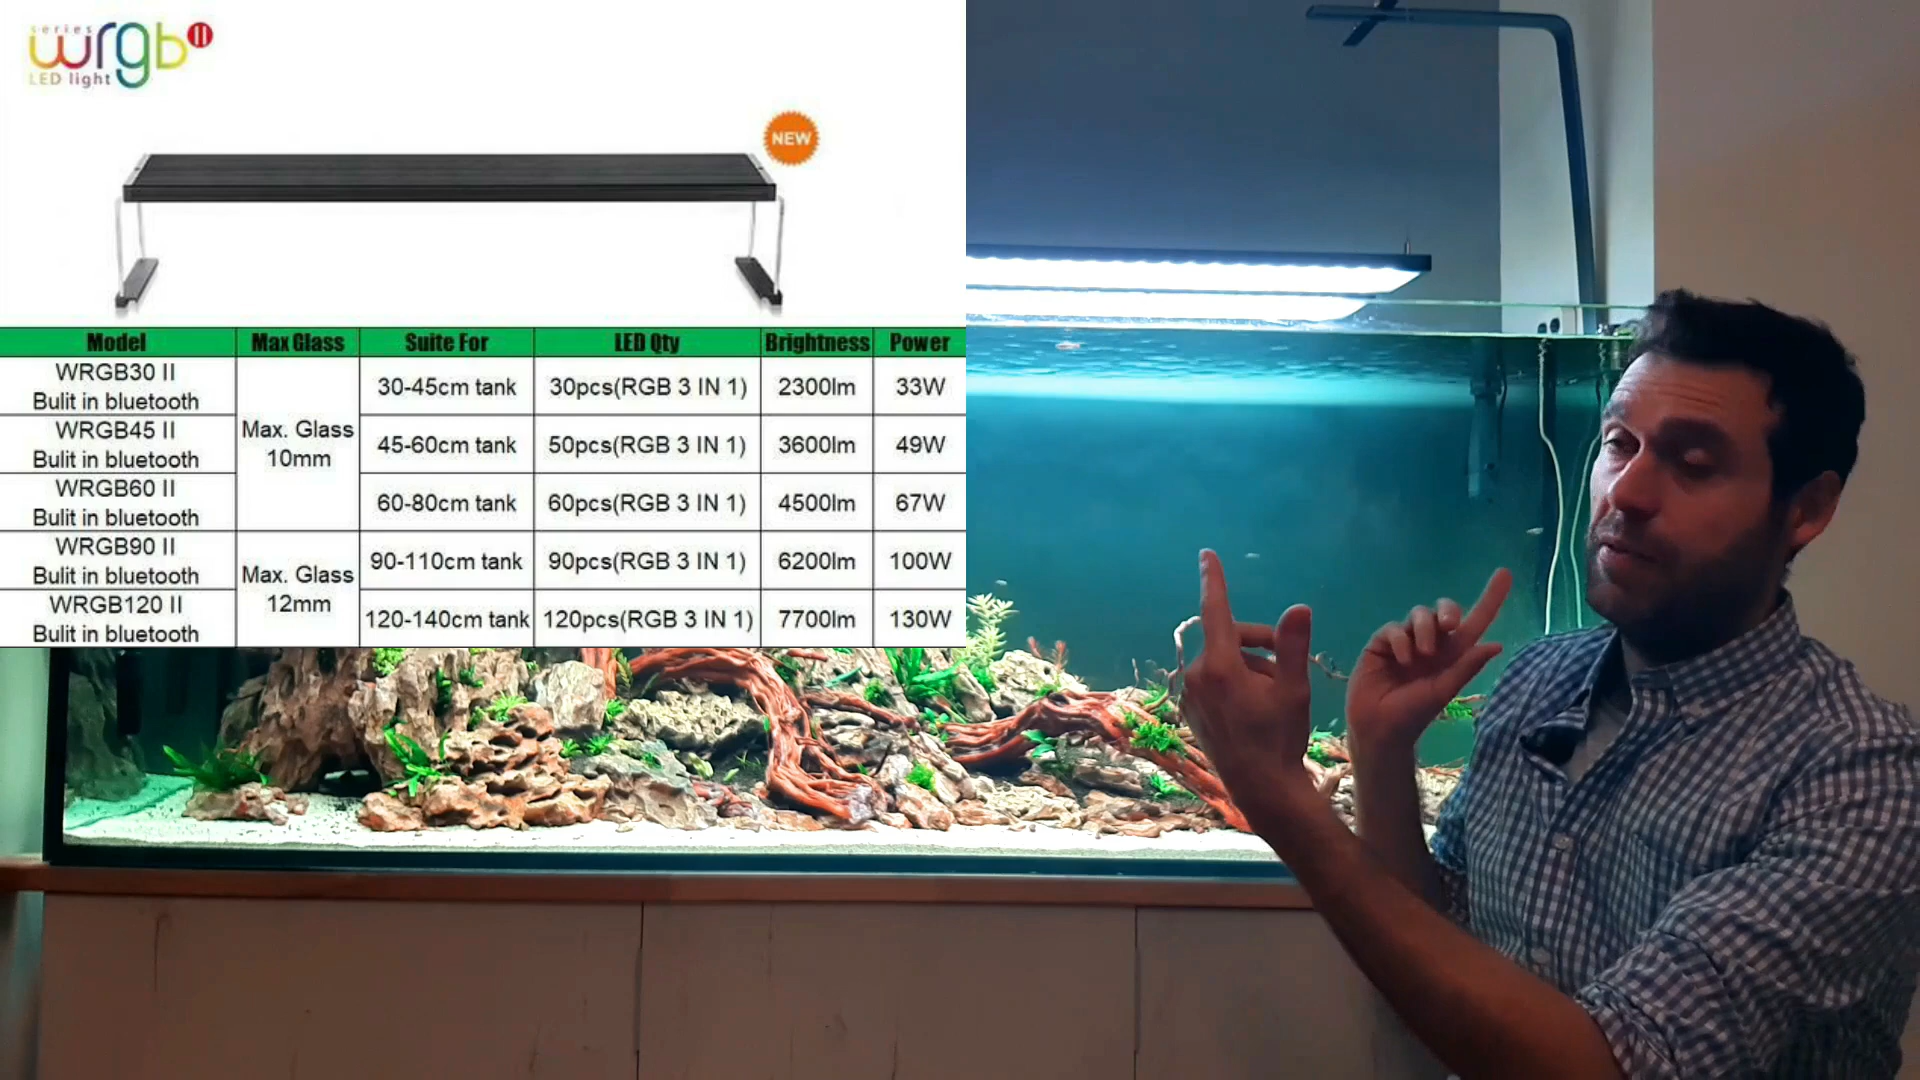 series
wrgb II
LED light
NEW
Model Max Glass Suite For LED Qty Brightness Power
WRGB30 II
Bulit in bluetooth
30-45cm tank 30pcs(RGB 3 IN 1) 2300lm 33W
WRGB45 II
Bulit in bluetooth
Max. Glass
10mm
45-60cm tank 50pcs(RGB 3 IN 1) 3600lm 49W
WRGB60 II
Bulit in bluetooth
60-80cm tank 60pcs(RGB 3 IN 1) 4500lm 67W
WRGB90 II
Bulit in bluetooth
Max. Glass
12mm
90-110cm tank 90pcs(RGB 3 IN 1) 6200lm 100W
WRGB120 II
Bulit in bluetooth
120-140cm tank 120pcs(RGB 3 IN 1) 7700lm 130W